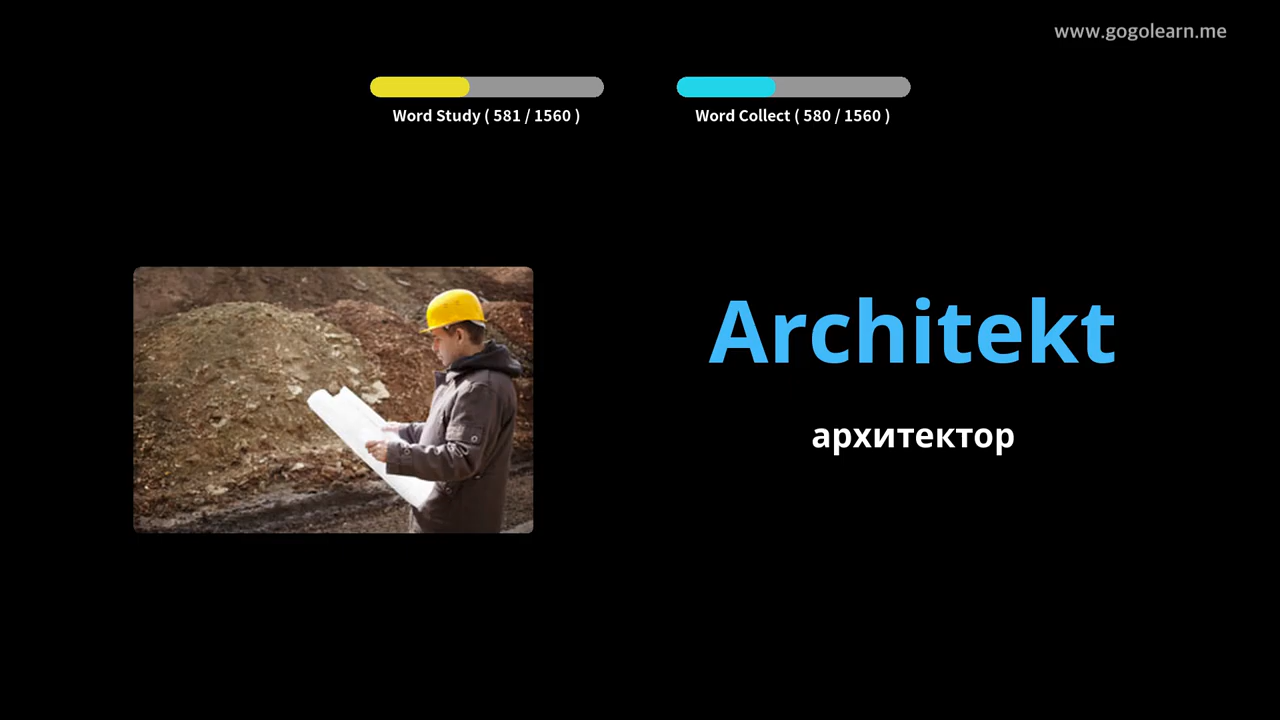 www.gogolearn.me
Word Study ( 581 / 1560 )
Word Collect ( 580 / 1560 )
Architekt
архитектор